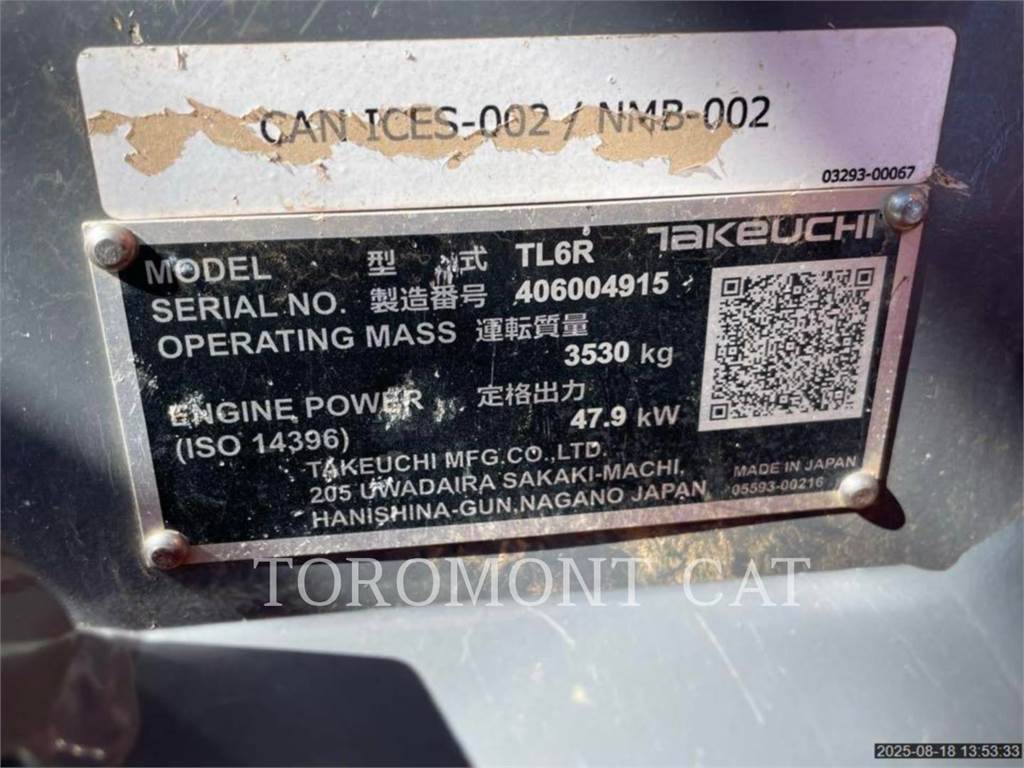 CAN ICES-002 / NMB-002
03293-00067
TAKEUCHI
MODEL 型 式 TL6R
SERIAL NO. 製造番号 406004915
OPERATING MASS 運転質量
3530 kg
ENGINE POWER 定格出力
(ISO 14396) 47.9 kW
TAKEUCHI MFG.CO.,LTD.
205 UWADAIRA SAKAKI-MACHI,
HANISHINA-GUN,NAGANO JAPAN
MADE IN JAPAN
05593-00216
TOROMONT CAT
2025-08-18 13:53:33